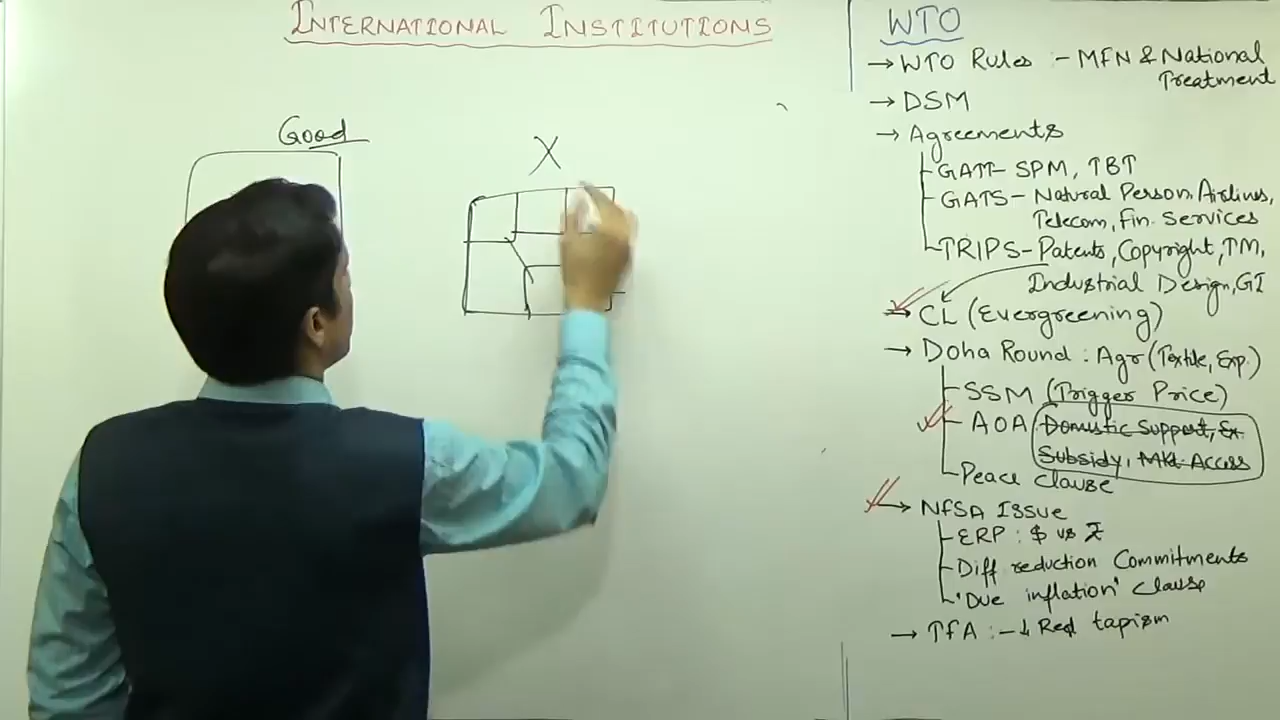 INTERNATIONAL INSTITUTIONS
Good
X
WTO
→ WTO Rules :- MFN & National
Treatment
→ DSM
→ Agreements
GATT- SPM, TBT
GATS- Natural Person, Airlines,
Telecom, Fin. Services
TRIPS- Patents, Copyright, TM,
Industrial Design, GI
→ CL (Evergreening)
→ Doha Round : Agr (Textile, Exp.)
SSM (Trigger Price)
AOA Domestic Support, Ex.
Subsidy, Mkt Access
Peace Clause
→ NFSA Issue
ERP : $ vs ₹
Diff reduction Commitments
'Due inflation' Clause
→ TFA :- ↓ Red tapism